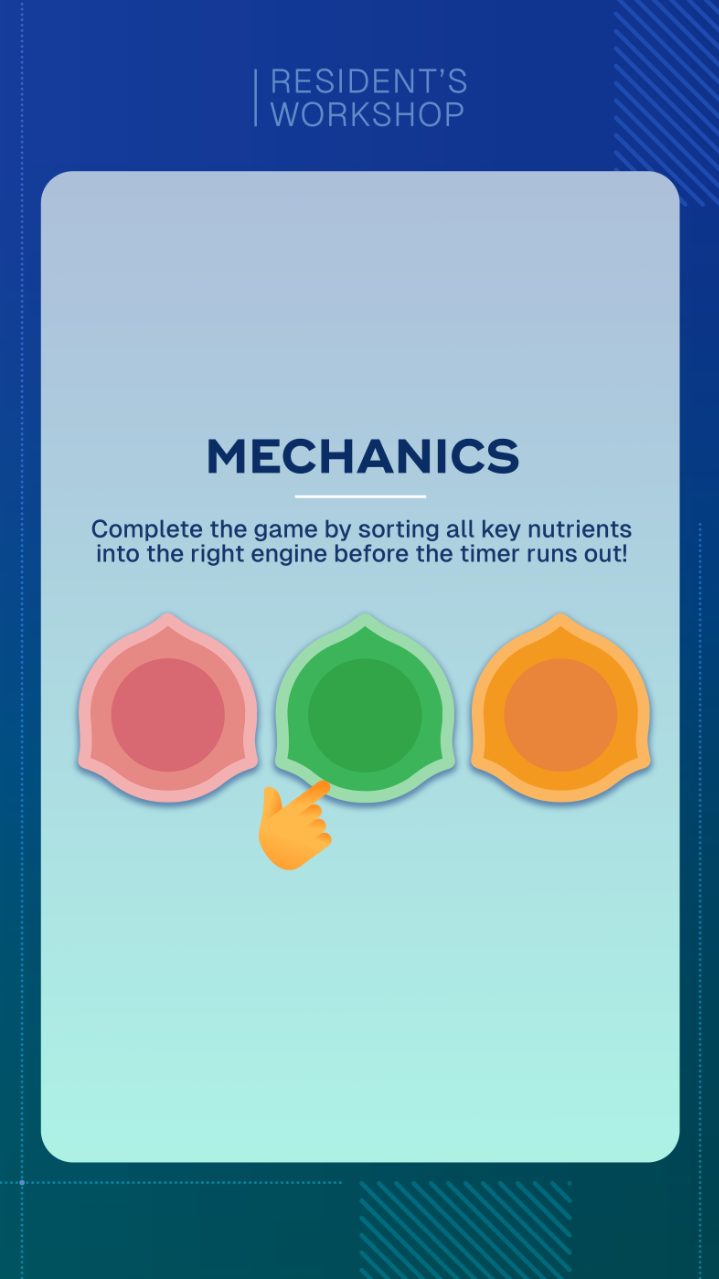 RESIDENT’S
WORKSHOP
MECHANICS
Complete the game by sorting all key nutrients
into the right engine before the timer runs out!